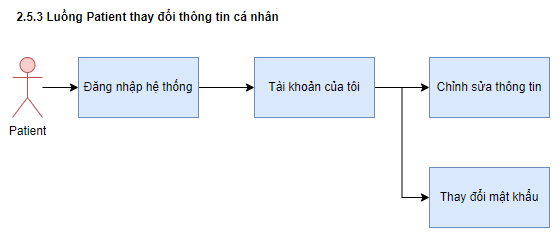 2.5.3 Luồng Patient thay đổi thông tin cá nhân
Đăng nhập hệ thống
Tài khoản của tôi
Chỉnh sửa thông tin
Patient
Thay đổi mật khẩu